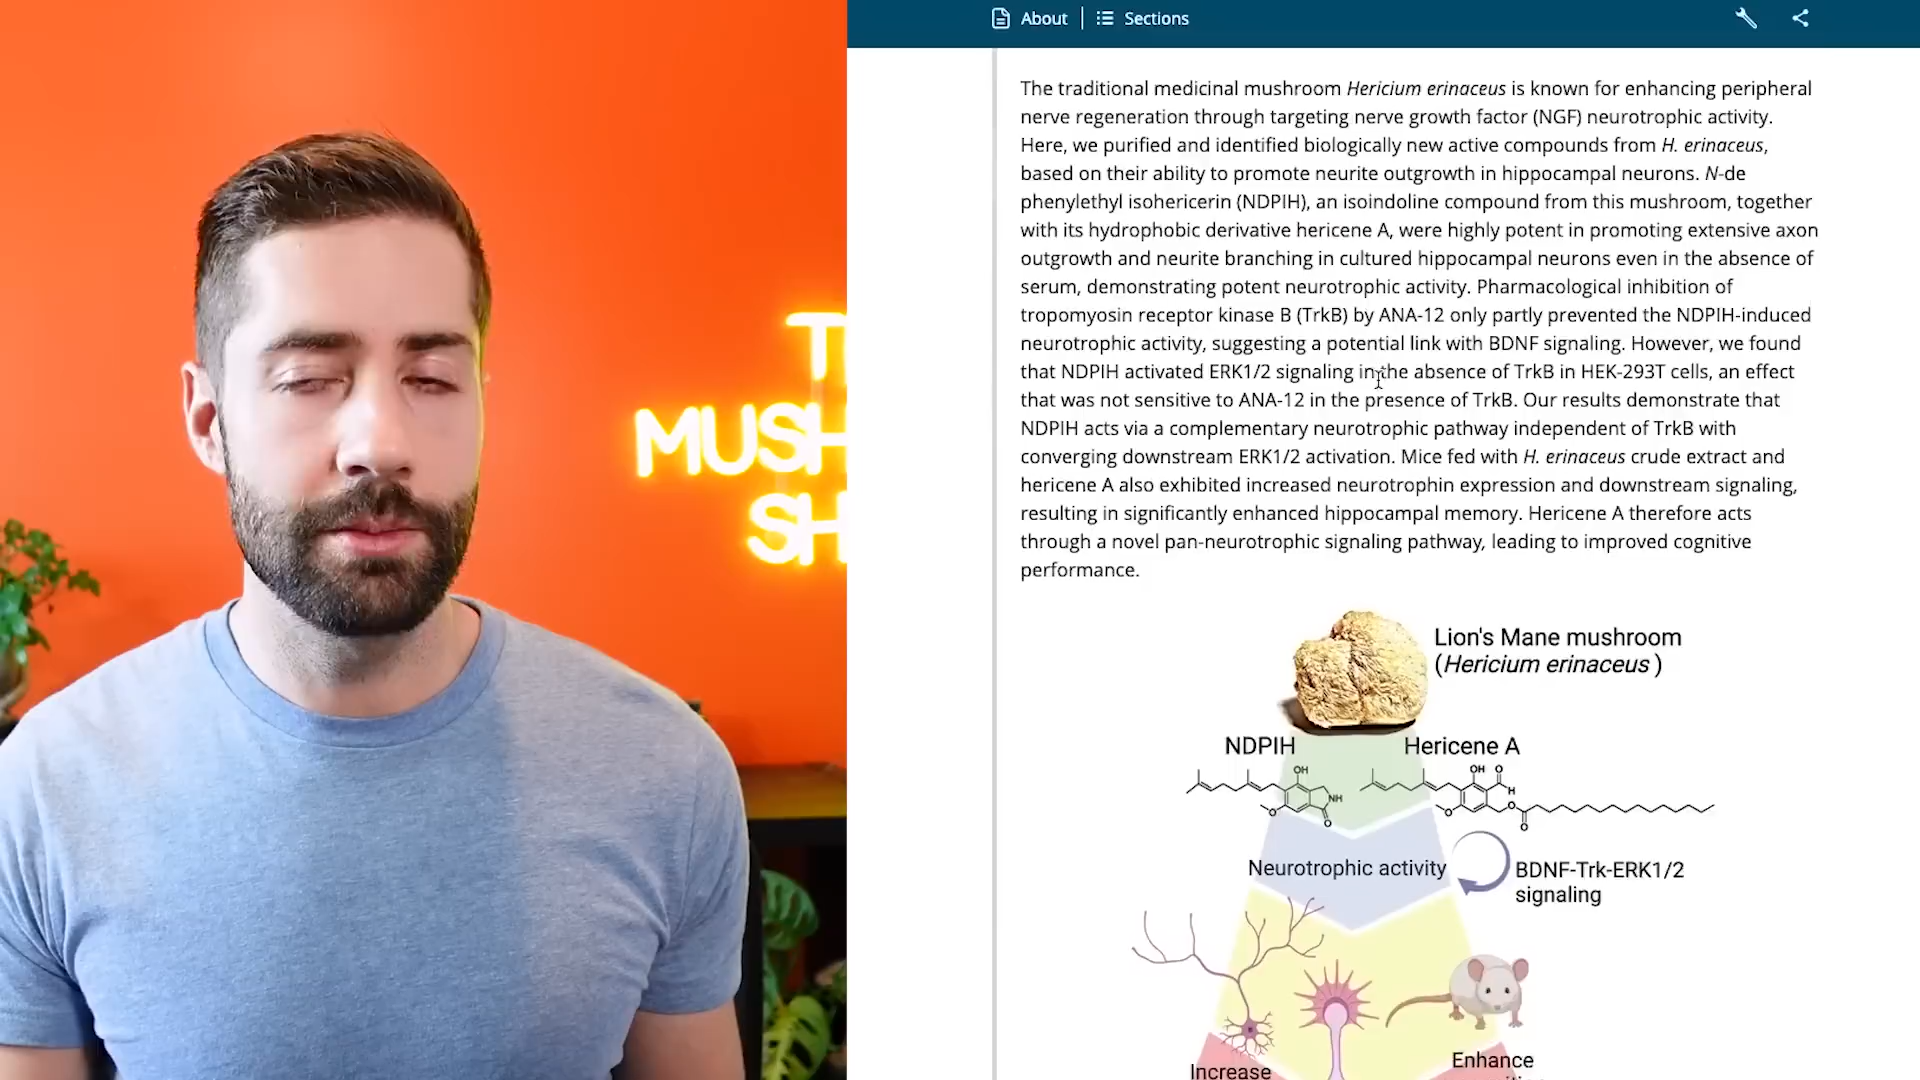 About
Sections
The traditional medicinal mushroom Hericium erinaceus is known for enhancing peripheral
nerve regeneration through targeting nerve growth factor (NGF) neurotrophic activity.
Here, we purified and identified biologically new active compounds from H. erinaceus,
based on their ability to promote neurite outgrowth in hippocampal neurons. N-de
phenylethyl isohericerin (NDPIH), an isoindoline compound from this mushroom, together
with its hydrophobic derivative hericene A, were highly potent in promoting extensive axon
outgrowth and neurite branching in cultured hippocampal neurons even in the absence of
serum, demonstrating potent neurotrophic activity. Pharmacological inhibition of
tropomyosin receptor kinase B (TrkB) by ANA-12 only partly prevented the NDPIH-induced
neurotrophic activity, suggesting a potential link with BDNF signaling. However, we found
that NDPIH activated ERK1/2 signaling in the absence of TrkB in HEK-293T cells, an effect
that was not sensitive to ANA-12 in the presence of TrkB. Our results demonstrate that
NDPIH acts via a complementary neurotrophic pathway independent of TrkB with
converging downstream ERK1/2 activation. Mice fed with H. erinaceus crude extract and
hericene A also exhibited increased neurotrophin expression and downstream signaling,
resulting in significantly enhanced hippocampal memory. Hericene A therefore acts
through a novel pan-neurotrophic signaling pathway, leading to improved cognitive
performance.
T
MUSH
SH
Lion's Mane mushroom
(Hericium erinaceus )
NDPIH
Hericene A
OH
NH
O
O
OH
O
H
O
O
O
Neurotrophic activity
BDNF-Trk-ERK1/2
signaling
Enhance
Increase